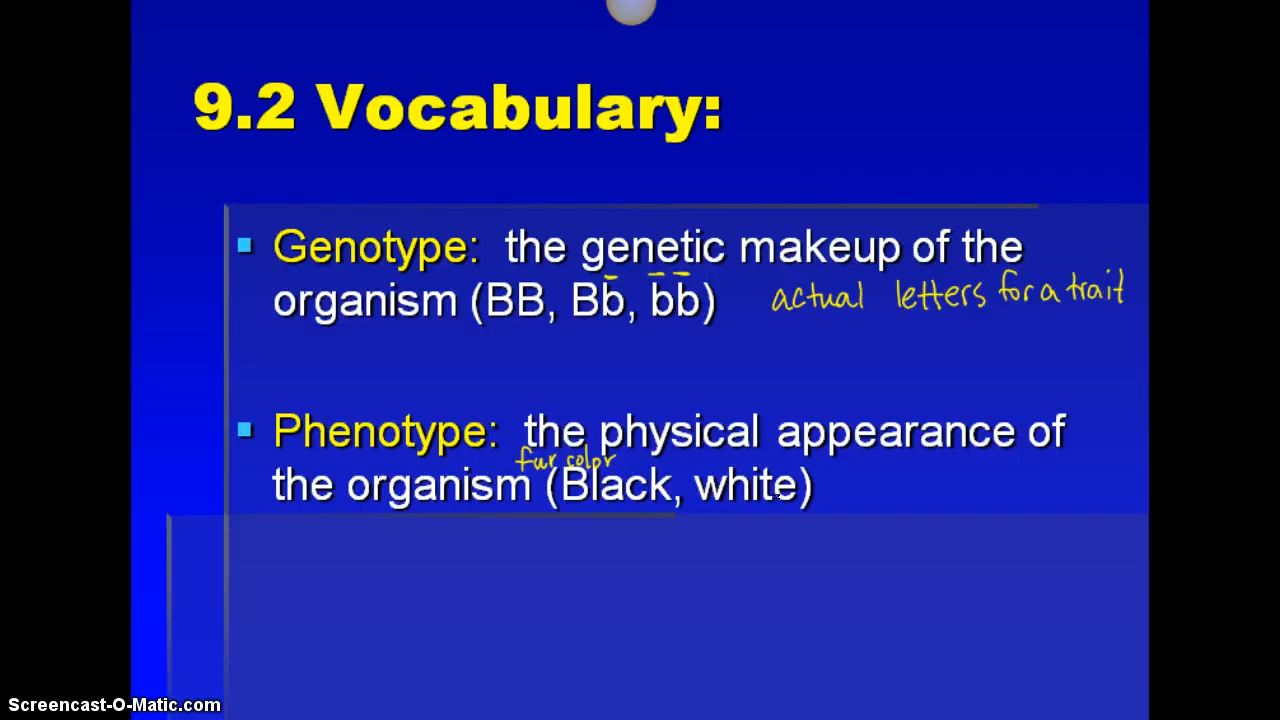 9.2 Vocabulary:
Genotype: the genetic makeup of the
organism (BB, Bb, bb) actual letters for a trait
Phenotype: the physical appearance of
fur color
the organism (Black, white)
Screencast-O-Matic.com